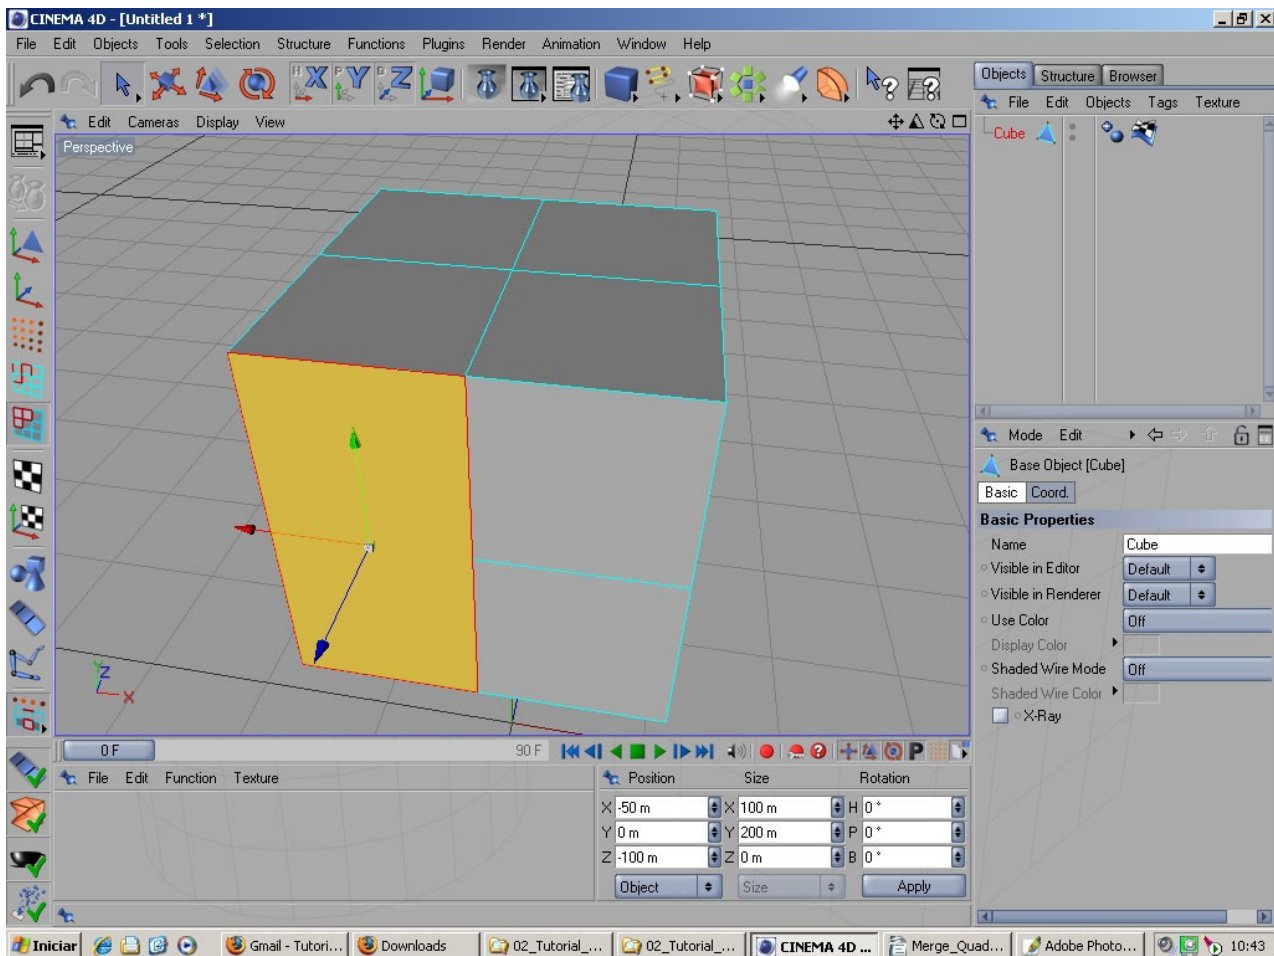 CINEMA 4D - [Untitled 1 *]
File Edit Objects Tools Selection Structure Functions Plugins Render Animation Window Help
H X P Y B Z
Objects Structure Browser
File Edit Objects Tags Texture
Cube
Edit Cameras Display View
Perspective
Mode Edit
Base Object [Cube]
Basic Coord.
Basic Properties
Name Cube
Visible in Editor Default
Visible in Renderer Default
Use Color Off
Display Color
Shaded Wire Mode Off
Shaded Wire Color
X-Ray
Y Z X
0 F 90 F P
File Edit Function Texture
Position Size Rotation
X -50 m X 100 m H 0 °
Y 0 m Y 200 m P 0 °
Z -100 m Z 0 m B 0 °
Object Size Apply
Iniciar Gmail - Tutori... Downloads 02_Tutorial_... 02_Tutorial_... CINEMA 4D ... Merge_Quad... Adobe Photo... 10:43